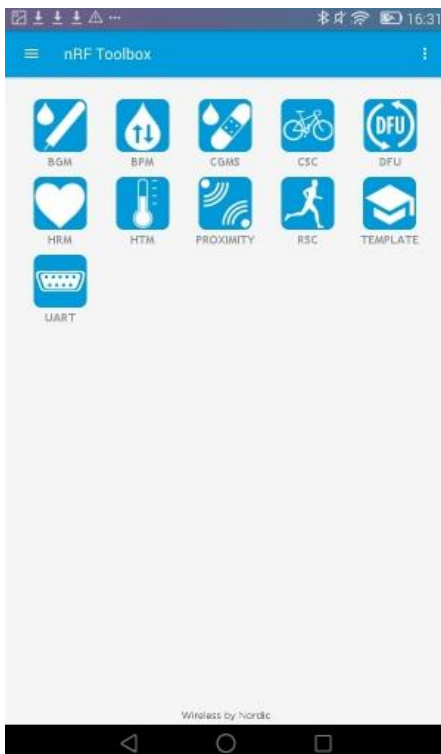 16:31
nRF Toolbox
DFU
BGM BPM CGMS CSC DFU
HRM HTM PROXIMITY RSC TEMPLATE
UART
Wireless by Nordic